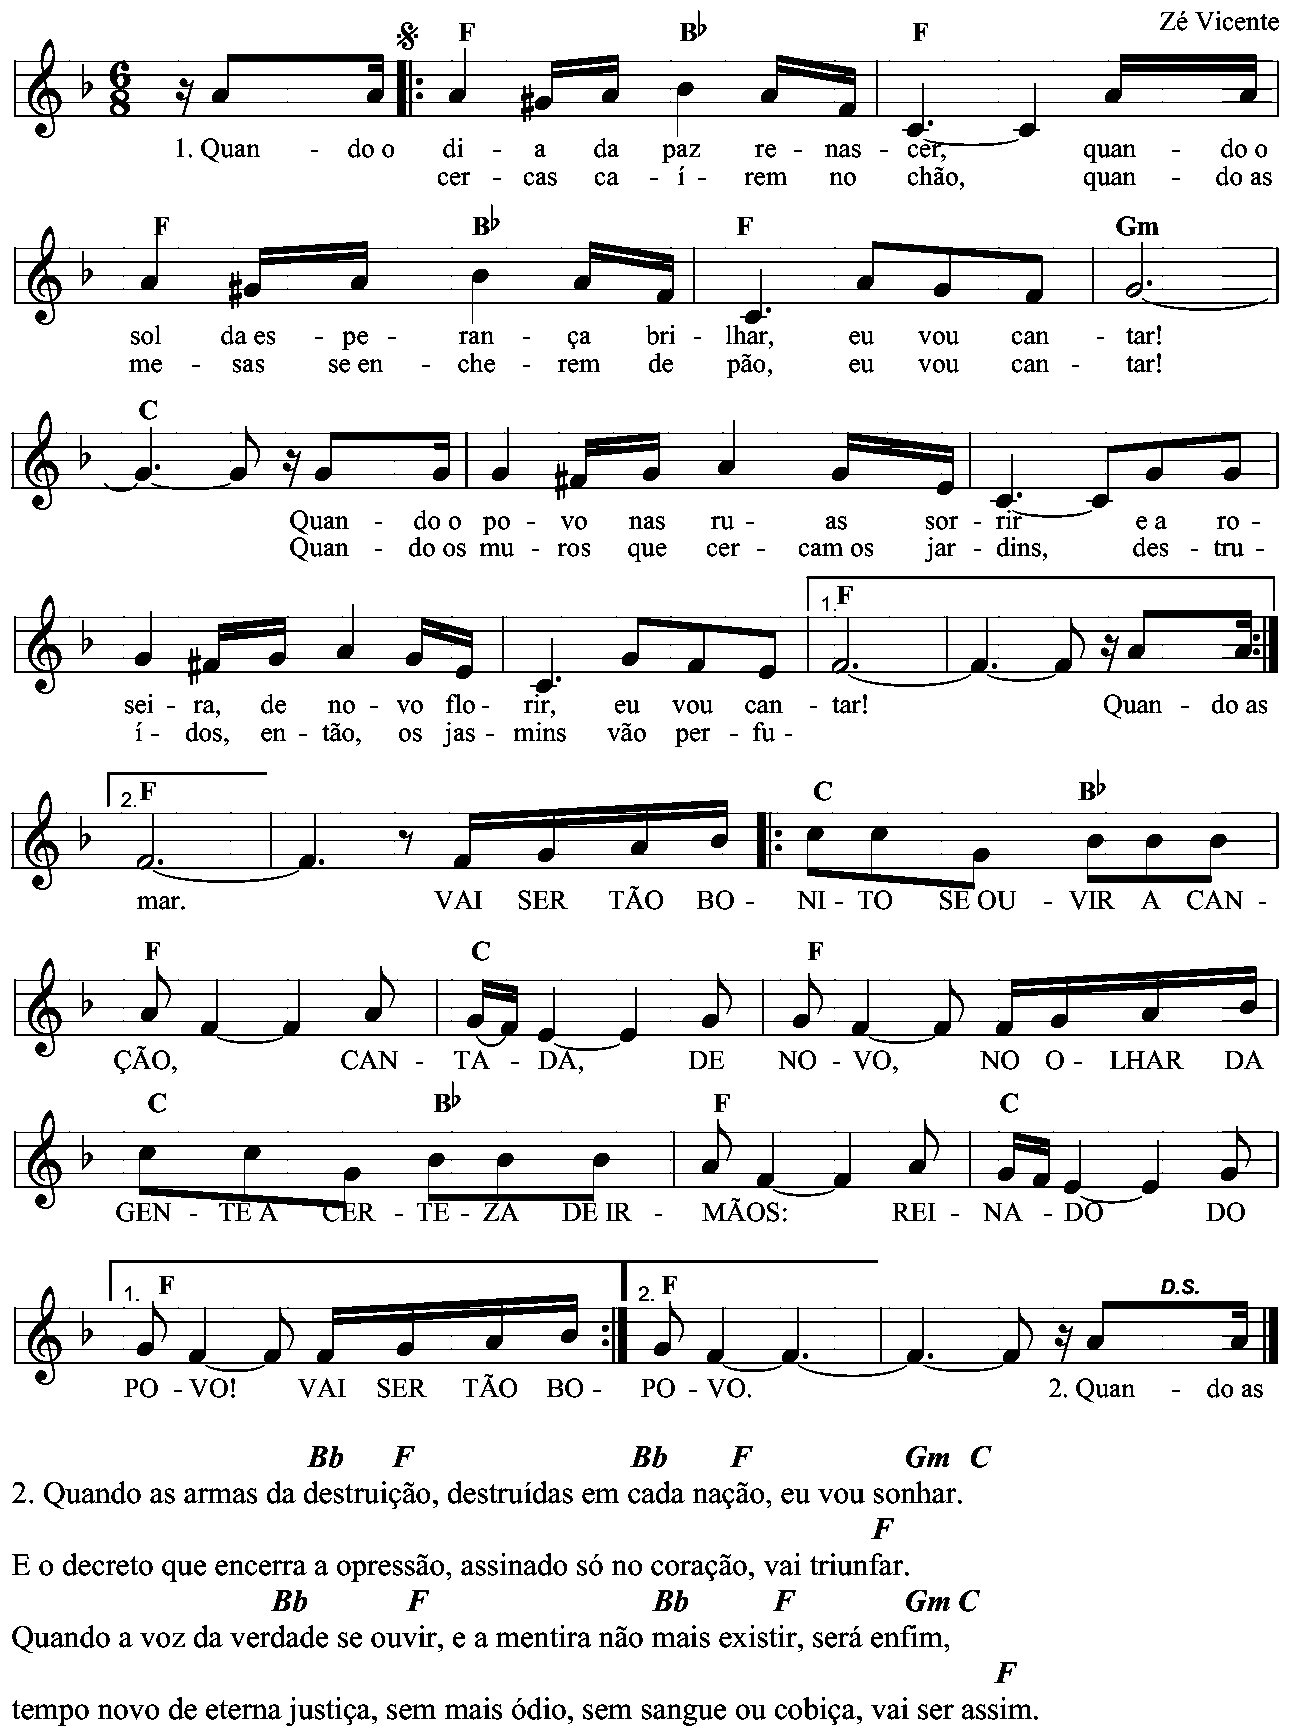 Zé Vicente
F B♭ F
6 8
1. Quan - do o di - a da paz re - nas - cer, quan - do o
cer - cas ca - í - rem no chão, quan - do as
F B♭ F Gm
sol da es - pe - ran - ça bri - lhar, eu vou can - tar!
me - sas se en - che - rem de pão, eu vou can - tar!
C
Quan - do o po - vo nas ru - as sor - rir e a ro -
Quan - do os mu - ros que cer - cam os jar - dins, des - tru -
1. F
sei - ra, de no - vo flo - rir, eu vou can - tar! Quan - do as
í - dos, en - tão, os jas - mins vão per - fu -
2. F C B♭
mar. VAI SER TÃO BO - NI - TO SE OU - VIR A CAN -
F C F
ÇÃO, CAN - TA - DA, DE NO - VO, NO O - LHAR DA
C B♭ F C
GEN - TE A CER - TE - ZA DE IR - MÃOS: REI - NA - DO DO
1. F 2. F D.S.
PO - VO! VAI SER TÃO BO - PO - VO. 2. Quan - do as
Bb F Bb F Gm C
2. Quando as armas da destruição, destruídas em cada nação, eu vou sonhar.
F
E o decreto que encerra a opressão, assinado só no coração, vai triunfar.
Bb F Bb F Gm C
Quando a voz da verdade se ouvir, e a mentira não mais existir, será enfim,
F
tempo novo de eterna justiça, sem mais ódio, sem sangue ou cobiça, vai ser assim.